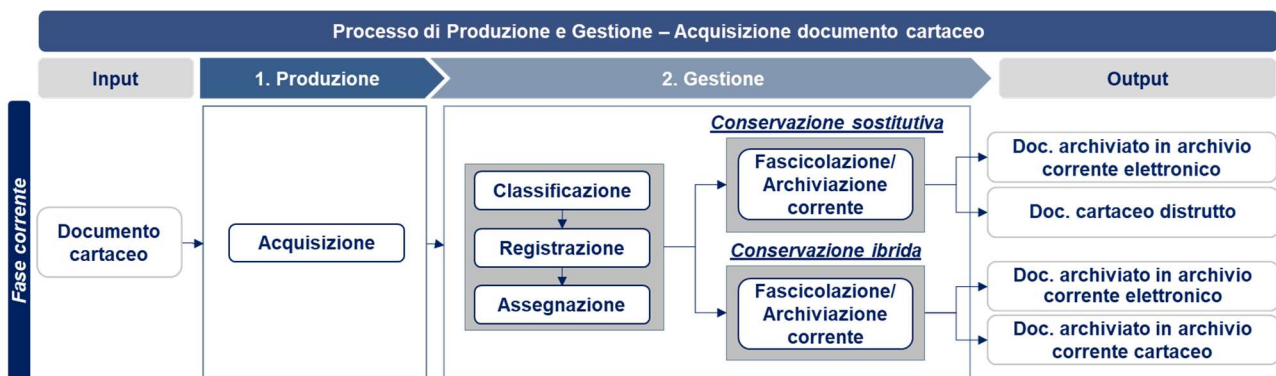 Processo di Produzione e Gestione – Acquisizione documento cartaceo
Input
1. Produzione
2. Gestione
Output
Fase corrente
Documento
cartaceo
Acquisizione
Classificazione
Registrazione
Assegnazione
Conservazione sostitutiva
Fascicolazione/
Archiviazione
corrente
Conservazione ibrida
Fascicolazione/
Archiviazione
corrente
Doc. archiviato in archivio
corrente elettronico
Doc. cartaceo distrutto
Doc. archiviato in archivio
corrente elettronico
Doc. archiviato in archivio
corrente cartaceo